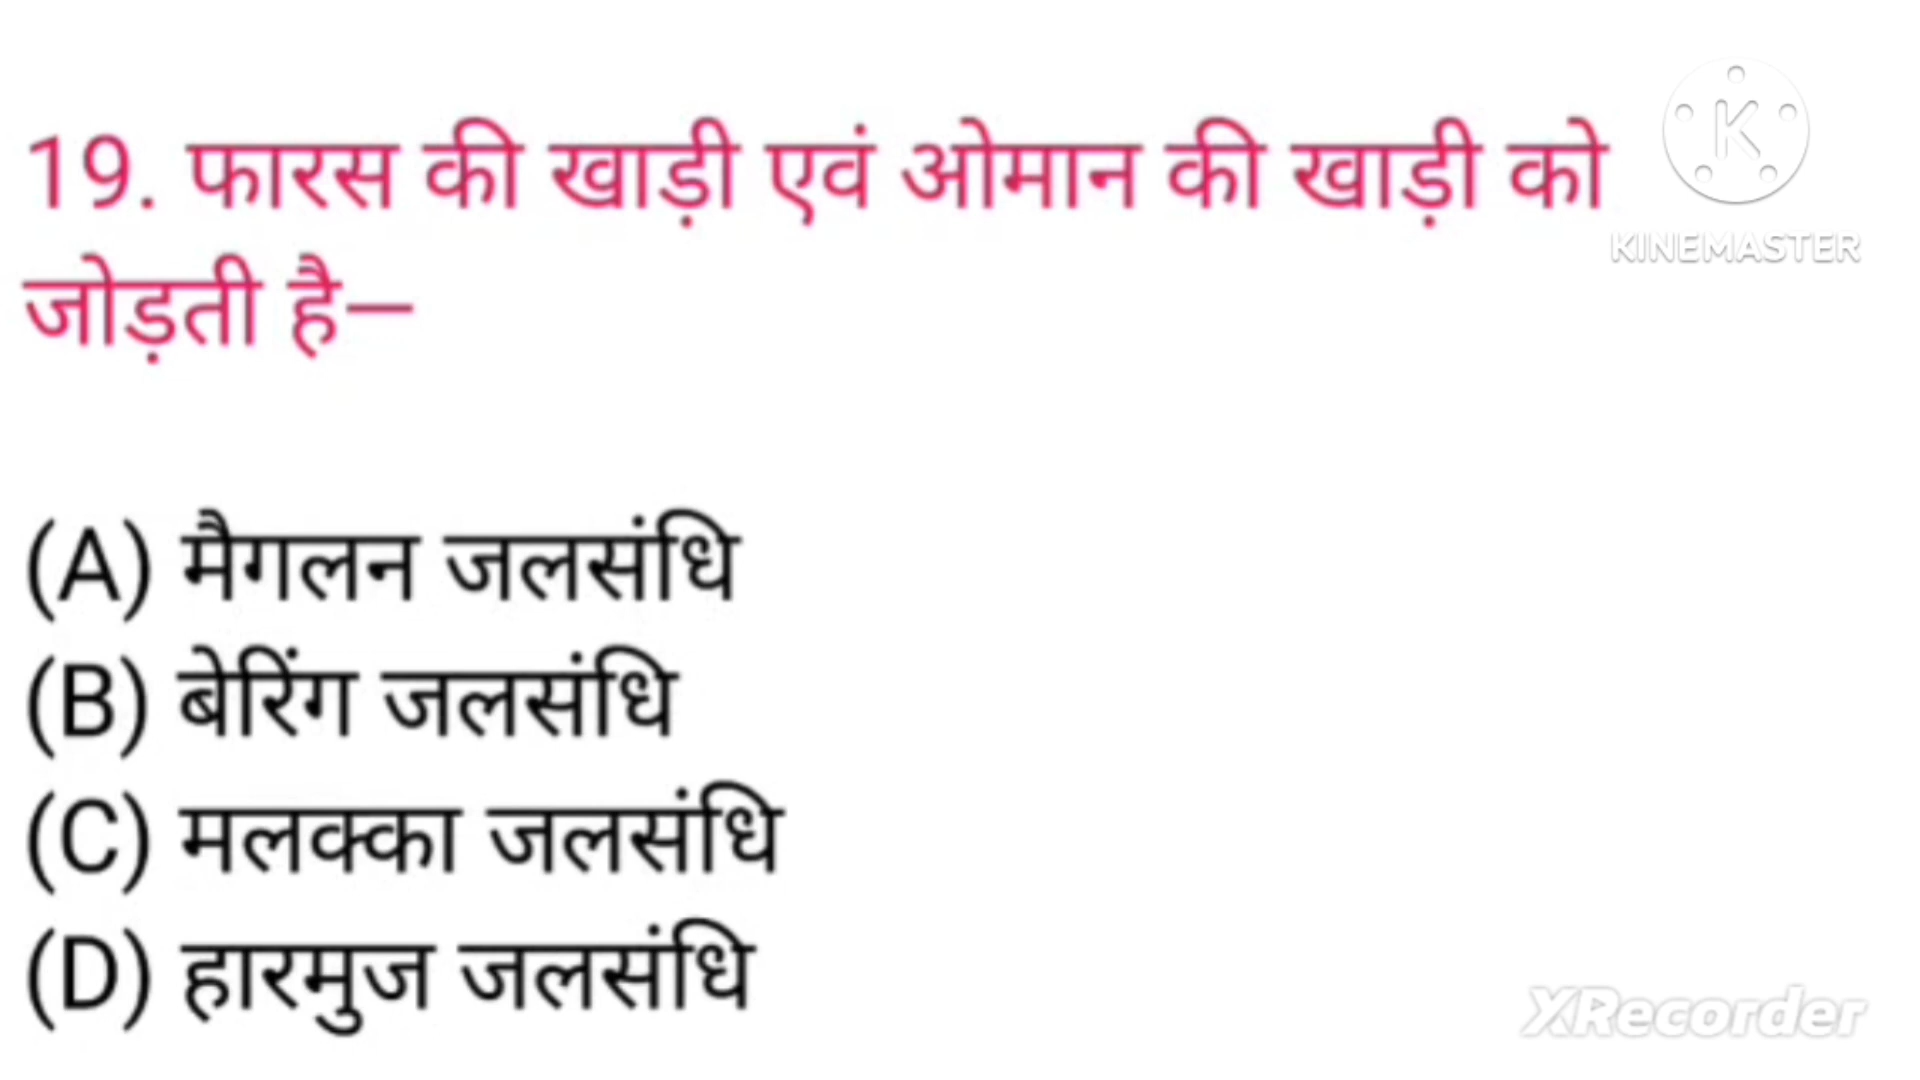 19. फारस की खाड़ी एवं ओमान की खाड़ी को
जोड़ती है—
(A) मैगलन जलसंधि
(B) बेरिंग जलसंधि
(C) मलक्का जलसंधि
(D) हारमुज जलसंधि
K
KINEMASTER
XRecorder